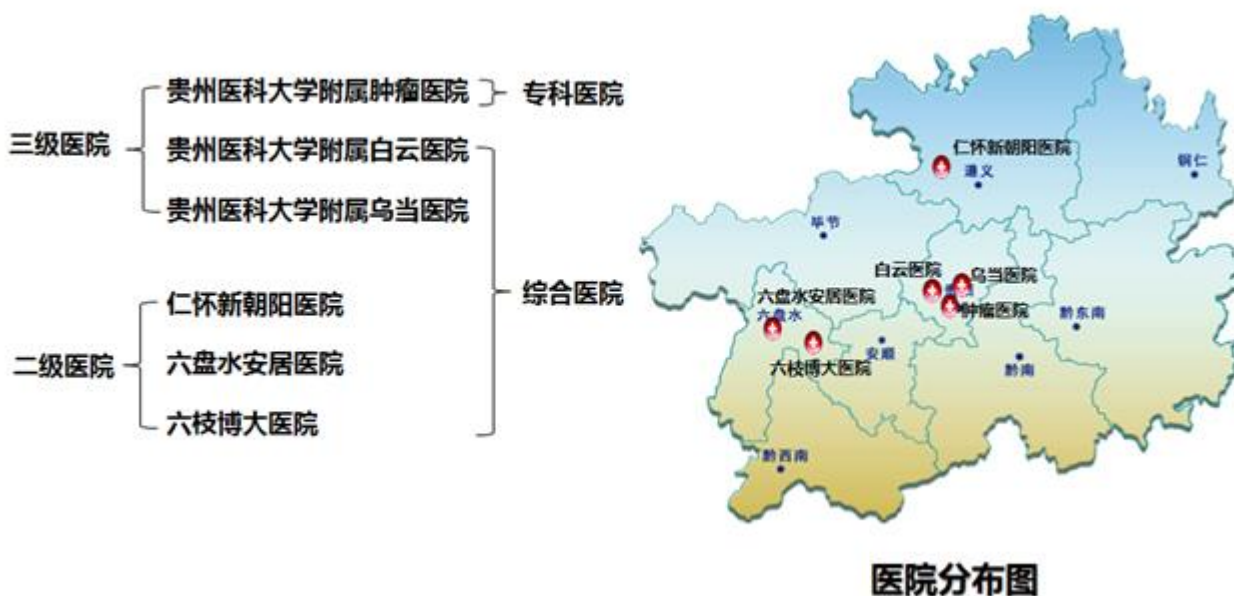 三级医院
贵州医科大学附属肿瘤医院
专科医院
贵州医科大学附属白云医院
贵州医科大学附属乌当医院
综合医院
二级医院
仁怀新朝阳医院
六盘水安居医院
六枝博大医院
仁怀新朝阳医院
遵义
铜仁
毕节
白云医院
乌当医院
六盘水安居医院
六盘水
肿瘤医院
黔东南
安顺
六枝博大医院
黔南
黔西南
医院分布图